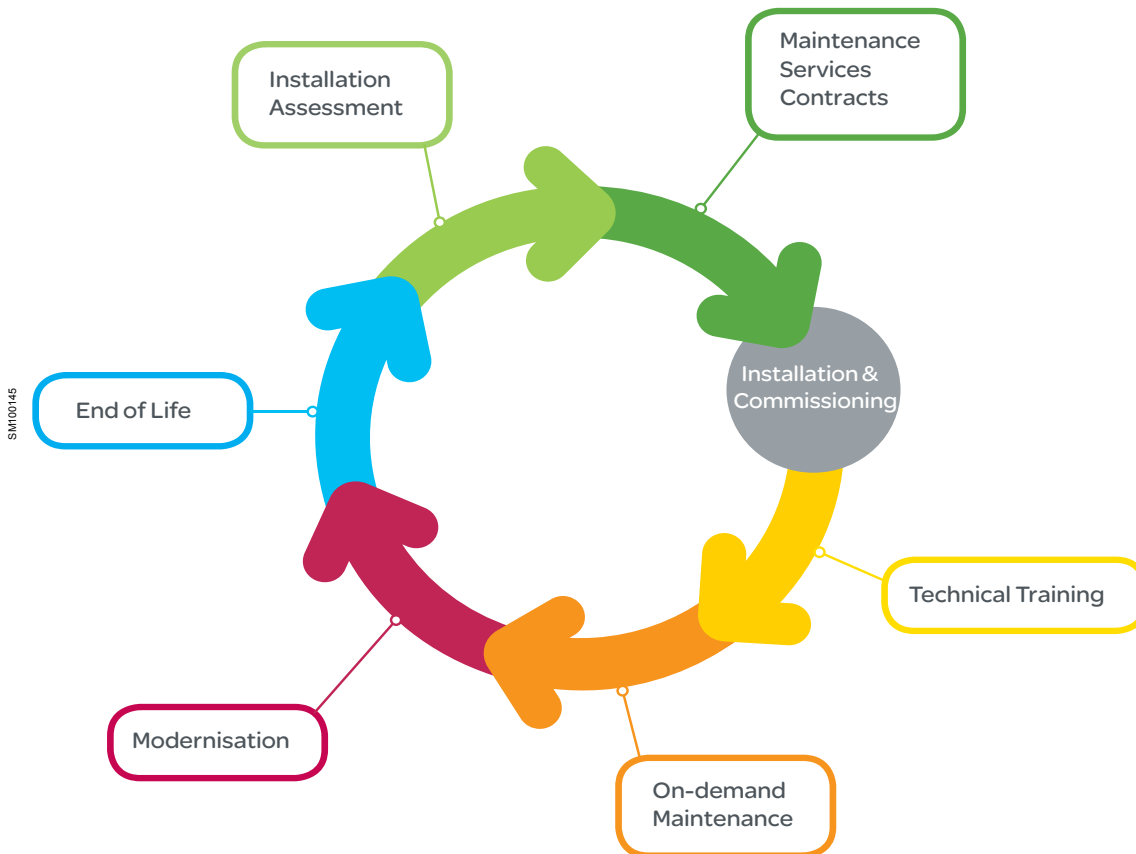 Maintenance
Services
Contracts
Installation
Assessment
Installation &
Commissioning
End of Life
SM100145
Technical Training
Modernisation
On-demand
Maintenance